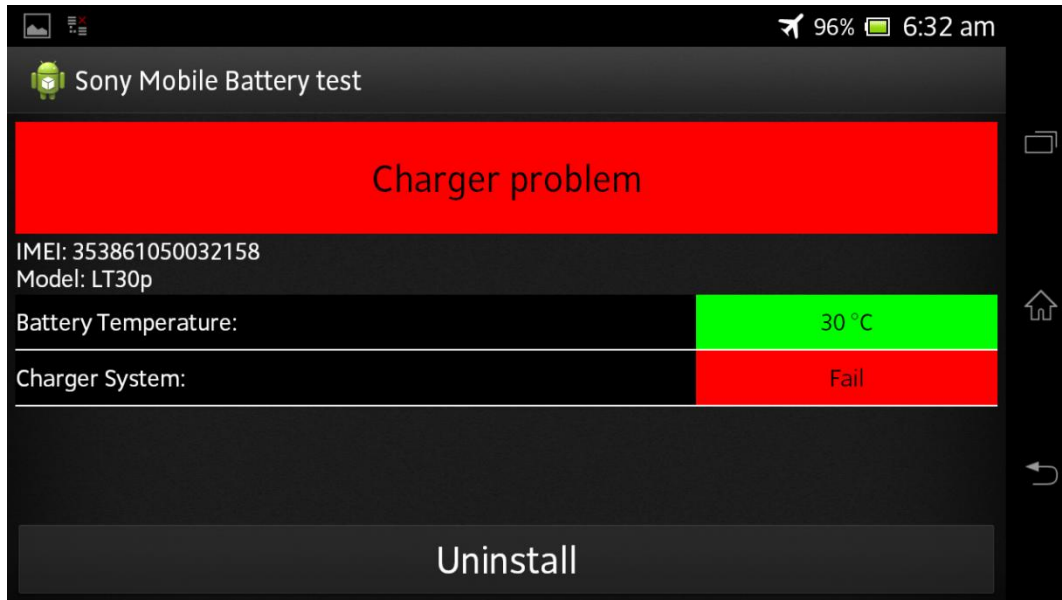 96% 6:32 am
Sony Mobile Battery test
Charger problem
IMEI: 353861050032158
Model: LT30p
Battery Temperature: 30 °C
Charger System: Fail
Uninstall